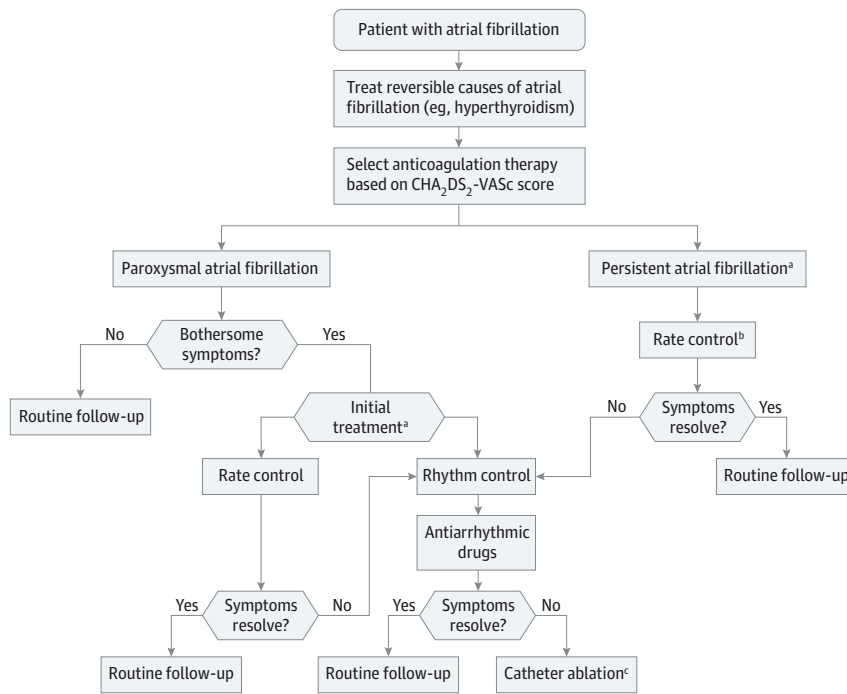 Patient with atrial fibrillation
Treat reversible causes of atrial
fibrillation (eg, hyperthyroidism)
Select anticoagulation therapy
based on CHA₂DS₂-VASc score
Paroxysmal atrial fibrillation
Persistent atrial fibrillationᵃ
No
Bothersome
symptoms?
Yes
Rate controlᵇ
Routine follow-up
Initial
treatmentᵃ
No
Symptoms
resolve?
Yes
Rate control
Rhythm control
Routine follow-up
Antiarrhythmic
drugs
Yes
Symptoms
resolve?
No
Yes
Symptoms
resolve?
No
Routine follow-up
Routine follow-up
Catheter ablationᶜ